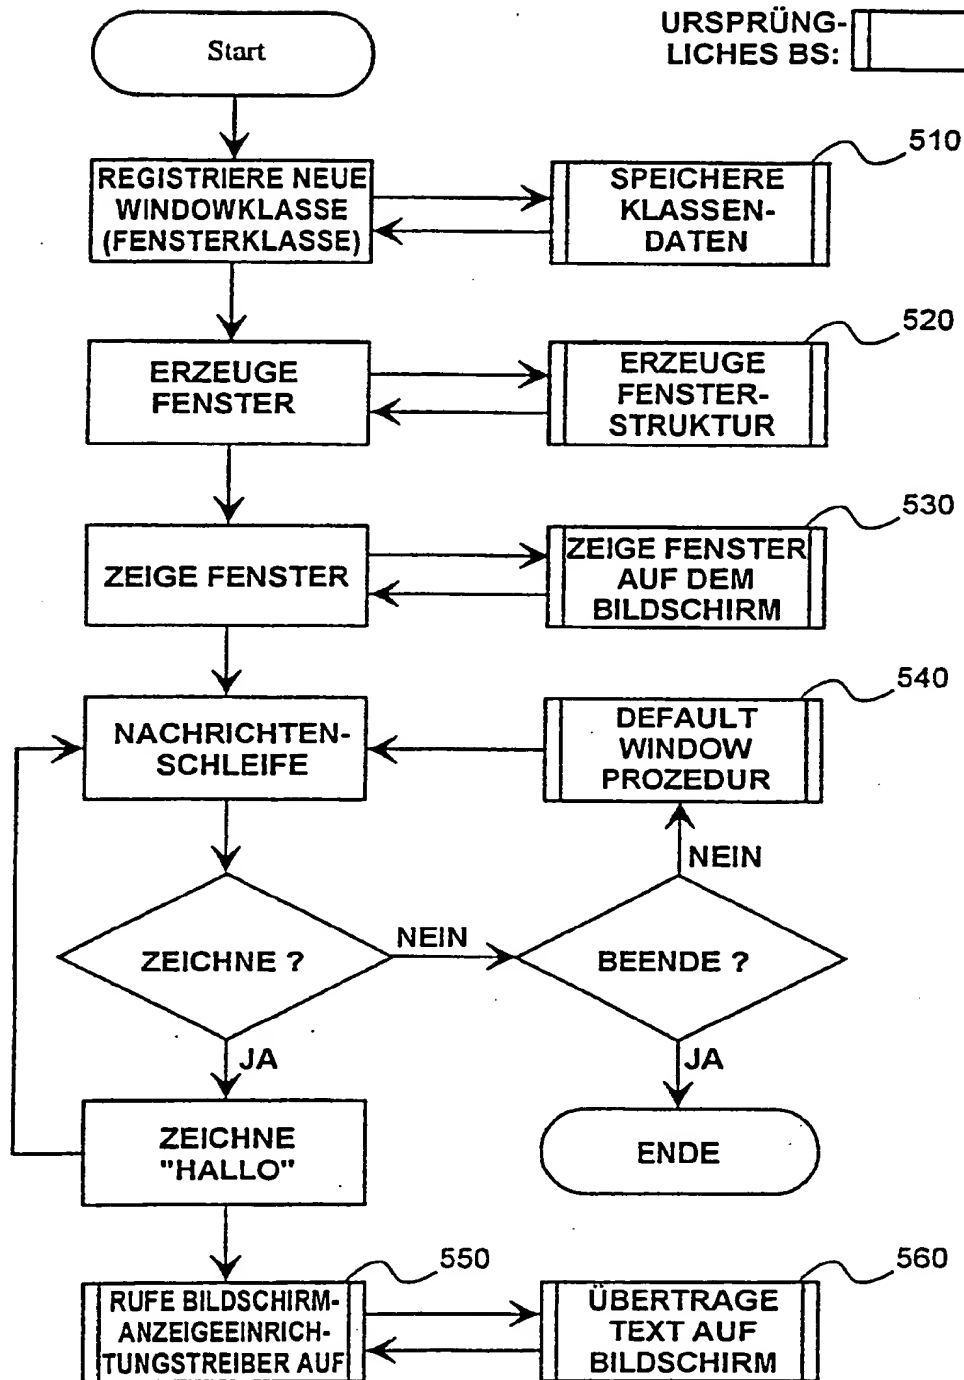 Start
URSPRÜNG-
LICHES BS:
REGISTRIERE NEUE
WINDOWKLASSE
(FENSTERKLASSE)
510
SPEICHERE
KLASSEN-
DATEN
ERZEUGE
FENSTER
520
ERZEUGE
FENSTER-
STRUKTUR
ZEIGE FENSTER
530
ZEIGE FENSTER
AUF DEM
BILDSCHIRM
NACHRICHTEN-
SCHLEIFE
540
DEFAULT
WINDOW
PROZEDUR
NEIN
ZEICHNE ?
NEIN
BEENDE ?
JA
JA
ZEICHNE
"HALLO"
ENDE
550
RUFE BILDSCHIRM-
ANZEIGEEINRICH-
TUNGSTREIBER AUF
560
ÜBERTRAGE
TEXT AUF
BILDSCHIRM